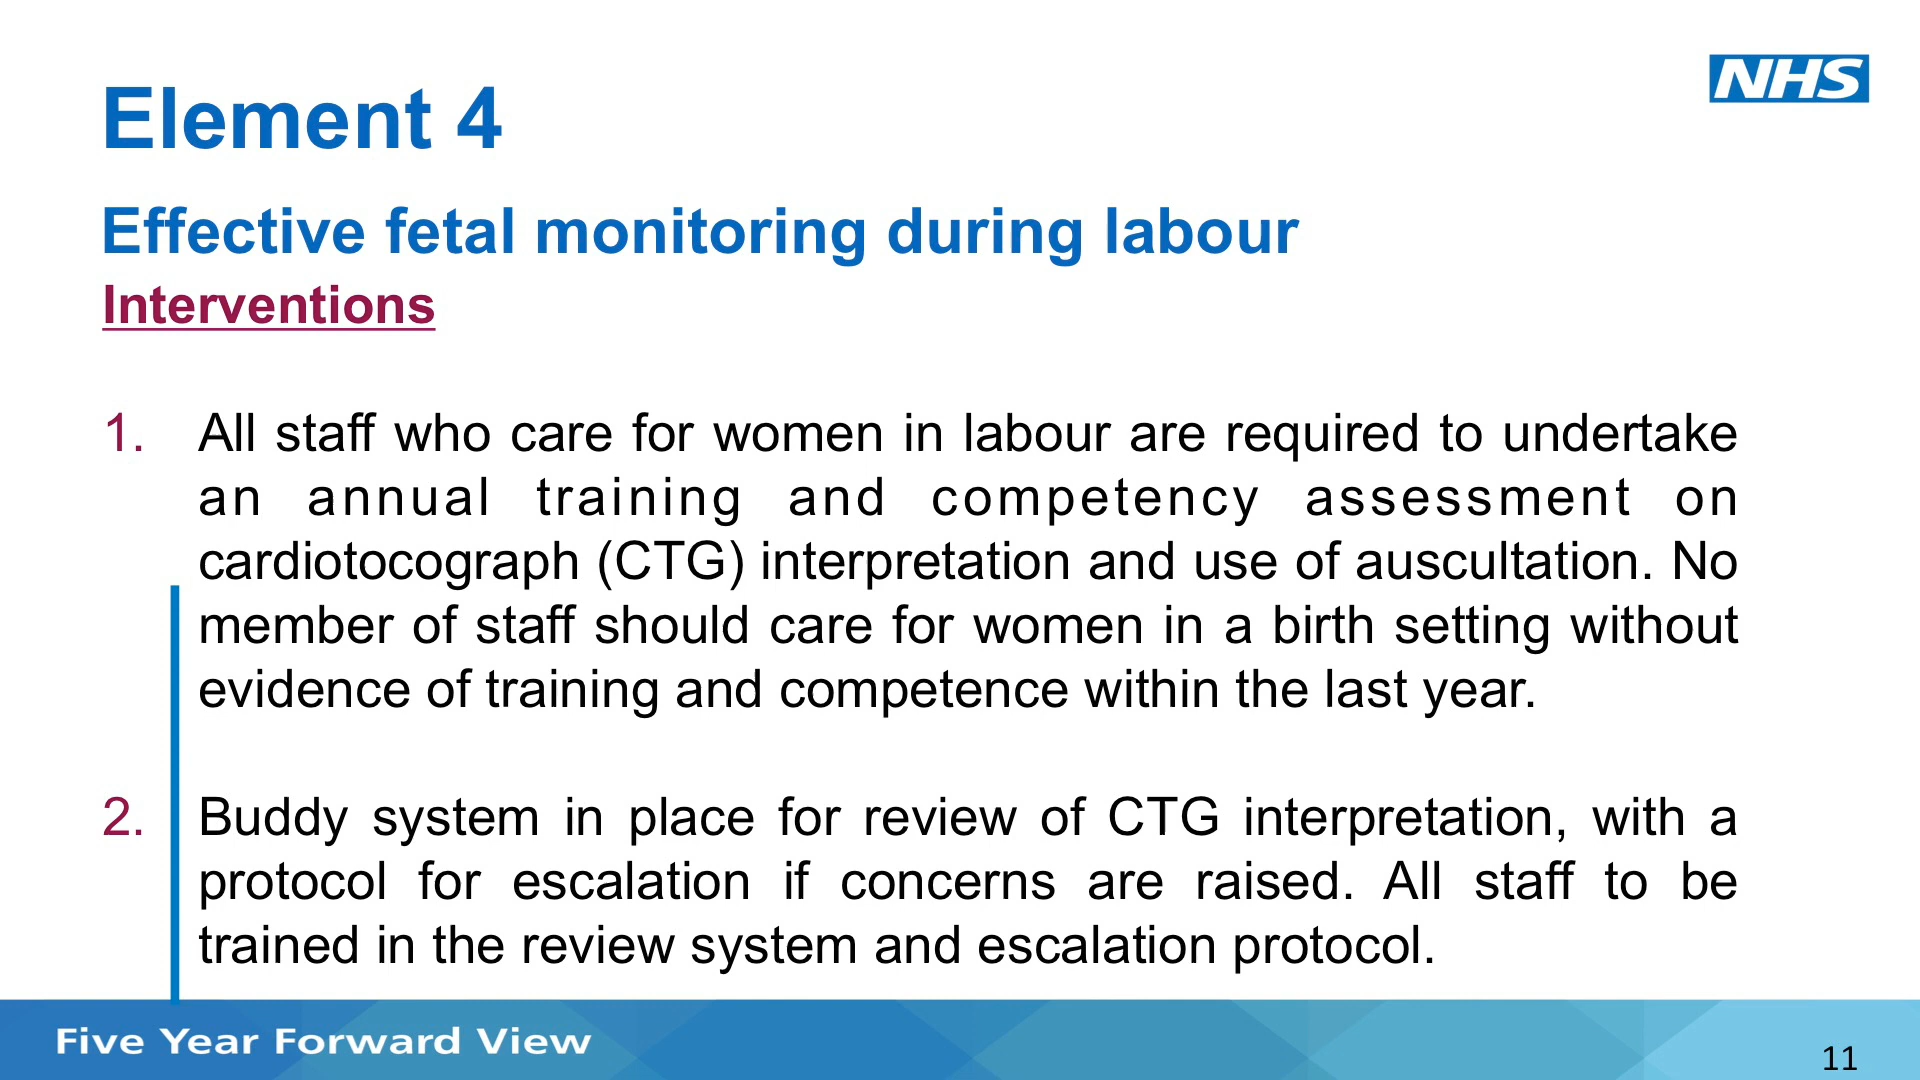 NHS
Element 4
Effective fetal monitoring during labour
Interventions
1. All staff who care for women in labour are required to undertake
an annual training and competency assessment on
cardiotocograph (CTG) interpretation and use of auscultation. No
member of staff should care for women in a birth setting without
evidence of training and competence within the last year.
2. Buddy system in place for review of CTG interpretation, with a
protocol for escalation if concerns are raised. All staff to be
trained in the review system and escalation protocol.
Five Year Forward View
11